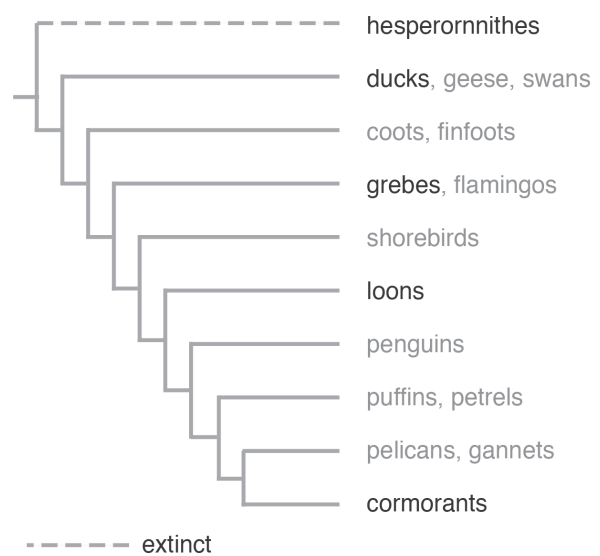 hesperornnithes
ducks, geese, swans
coots, finfoots
grebes, flamingos
shorebirds
loons
penguins
puffins, petrels
pelicans, gannets
cormorants
extinct